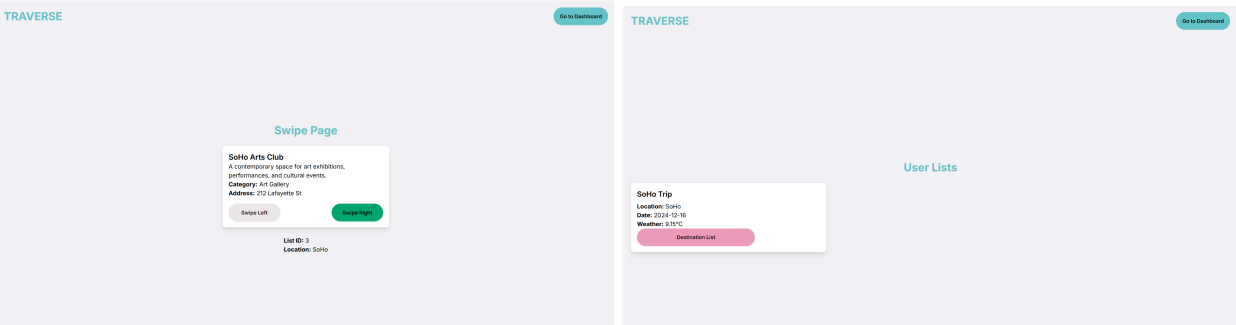 TRAVERSE
Go to Dashboard
Swipe Page
SoHo Arts Club
A contemporary space for art exhibitions,
performances, and cultural events.
Category: Art Gallery
Address: 212 Lafayette St
Swipe Left
Swipe Right
List ID: 3
Location: SoHo
TRAVERSE
Go to Dashboard
User Lists
SoHo Trip
Location: SoHo
Date: 2024-12-16
Weather: 9.15°C
Destination List